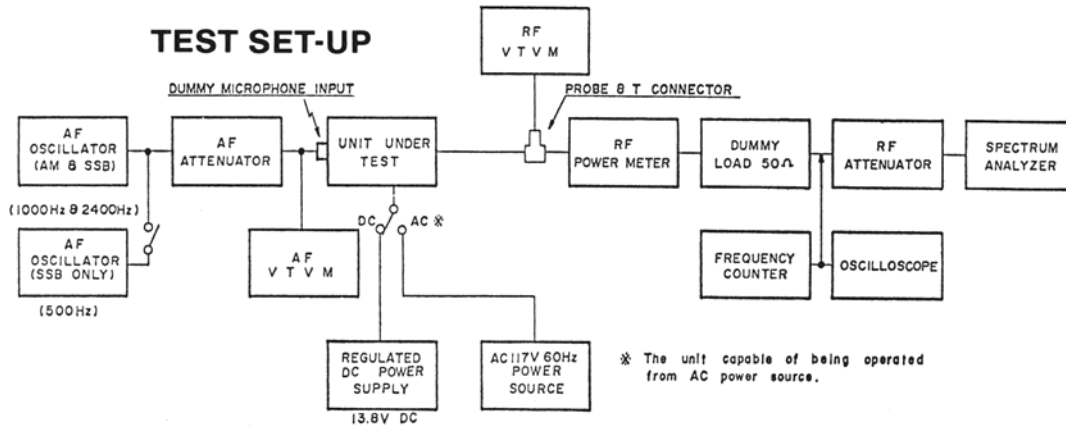 TEST SET-UP
RF
V T V M
DUMMY MICROPHONE INPUT
PROBE & T CONNECTOR
AF
OSCILLATOR
(AM & SSB)
AF
ATTENUATOR
UNIT UNDER
TEST
RF
POWER METER
DUMMY
LOAD 50Ω
RF
ATTENUATOR
SPECTRUM
ANALYZER
(1000Hz & 2400Hz)
DC
AC ※
AF
OSCILLATOR
(SSB ONLY)
(500Hz)
AF
V T V M
FREQUENCY
COUNTER
OSCILLOSCOPE
REGULATED
DC POWER
SUPPLY
13.8V DC
AC 117V 60Hz
POWER
SOURCE
※ The unit capable of being operated
from AC power source.